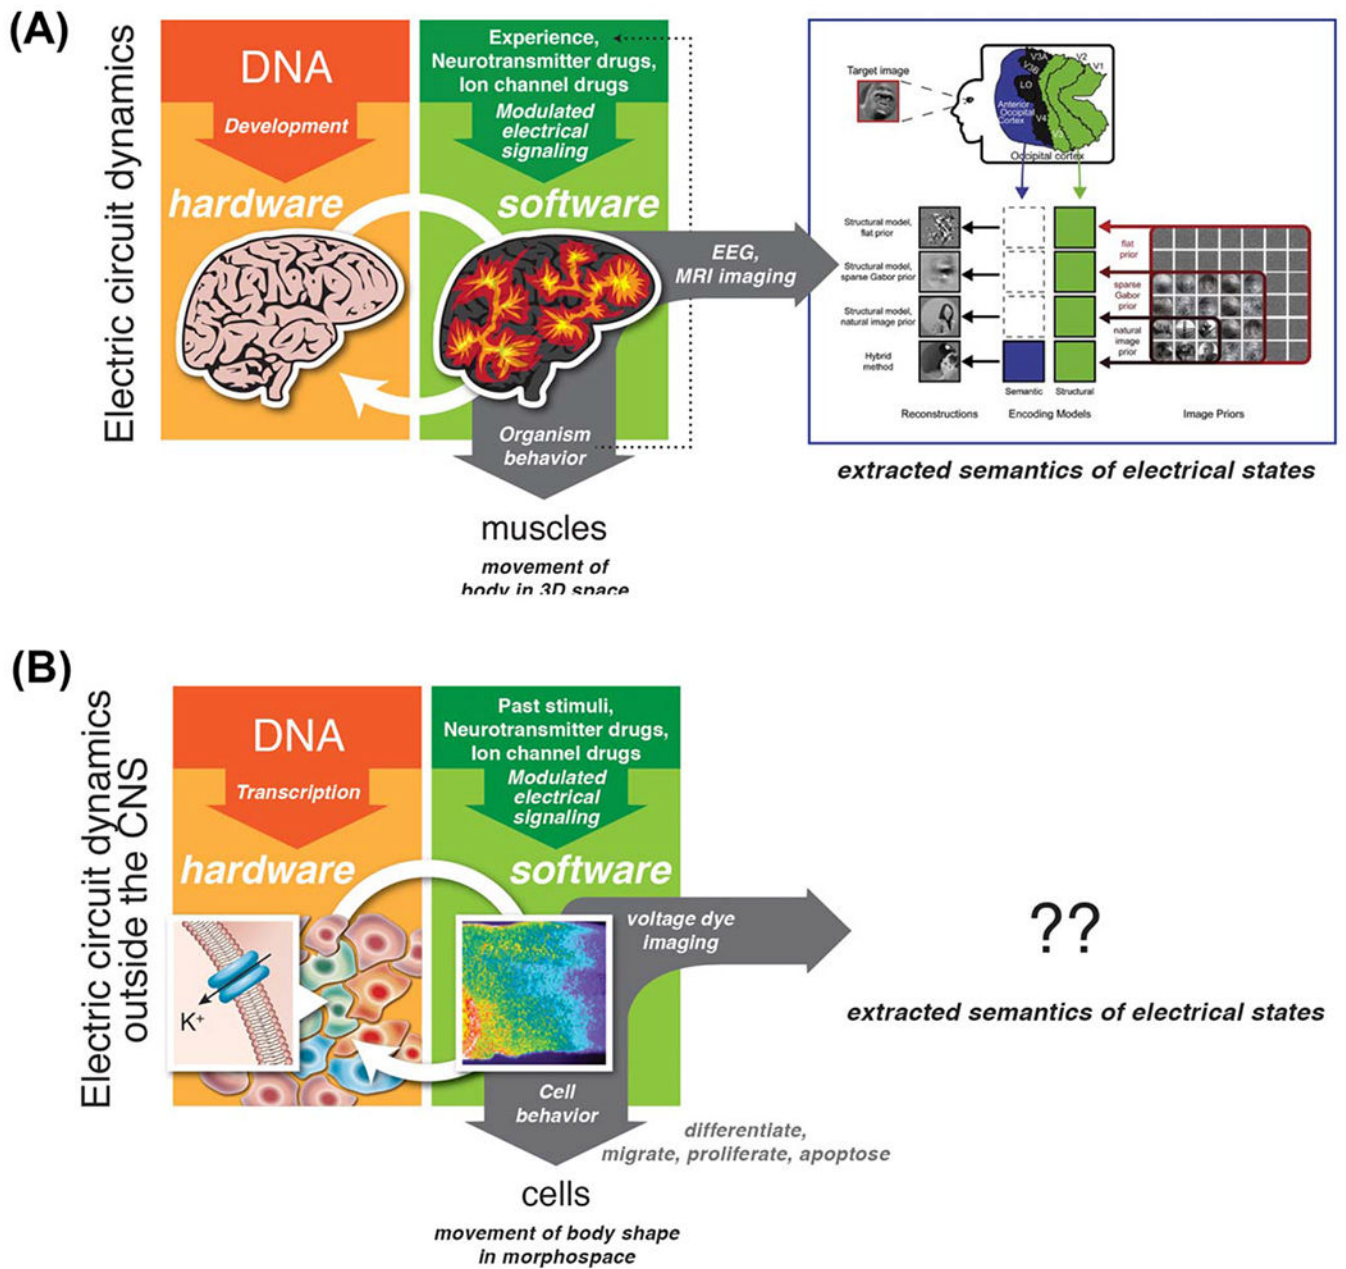 (A)
Electric circuit dynamics
DNA
Development
hardware
Experience,
Neurotransmitter drugs,
Ion channel drugs
Modulated
electrical
signaling
software
EEG,
MRI imaging
Organism
behavior
muscles
movement of
body in 3D space
Target image
V3A
V3B
LO
Anterior
Occipital
Cortex
V4
V3
V2
V1
Occipital cortex
Structural model,
flat prior
Structural model,
sparse Gabor prior
Structural model,
natural image prior
Hybrid
method
flat
prior
sparse
Gabor
prior
natural
image
prior
Semantic
Structural
Reconstructions
Encoding Models
Image Priors
extracted semantics of electrical states
(B)
Electric circuit dynamics
outside the CNS
DNA
Transcription
hardware
K+
Past stimuli,
Neurotransmitter drugs,
Ion channel drugs
Modulated
electrical
signaling
software
voltage dye
imaging
Cell
behavior
differentiate,
migrate, proliferate, apoptose
cells
movement of body shape
in morphospace
??
extracted semantics of electrical states